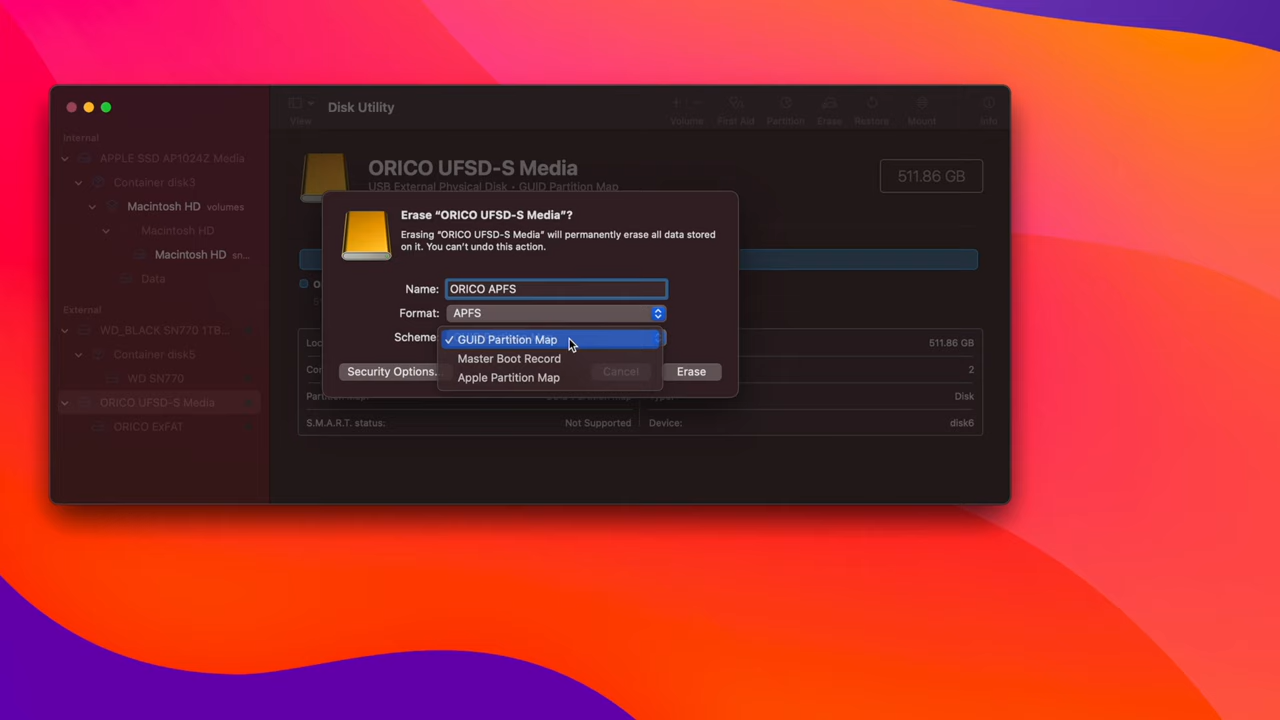 Disk Utility
View
Volume
First Aid
Partition
Erase
Restore
Mount
Info
Internal
APPLE SSD AP1024Z Media
Container disk3
Macintosh HD volumes
Macintosh HD
Macintosh HD sn...
Data
External
WD_BLACK SN770 1TB...
Container disk5
WD SN770
ORICO UFSD-S Media
ORICO ExFAT
ORICO UFSD-S Media
USB External Physical Disk • GUID Partition Map
511.86 GB
Erase “ORICO UFSD-S Media”?
Erasing “ORICO UFSD-S Media” will permanently erase all data stored
on it. You can’t undo this action.
Name: ORICO APFS
Format: APFS
Scheme
✓ GUID Partition Map
Master Boot Record
Apple Partition Map
Security Options.
Cancel
Erase
511.86 GB
2
Disk
S.M.A.R.T. status: Not Supported
Device: disk6